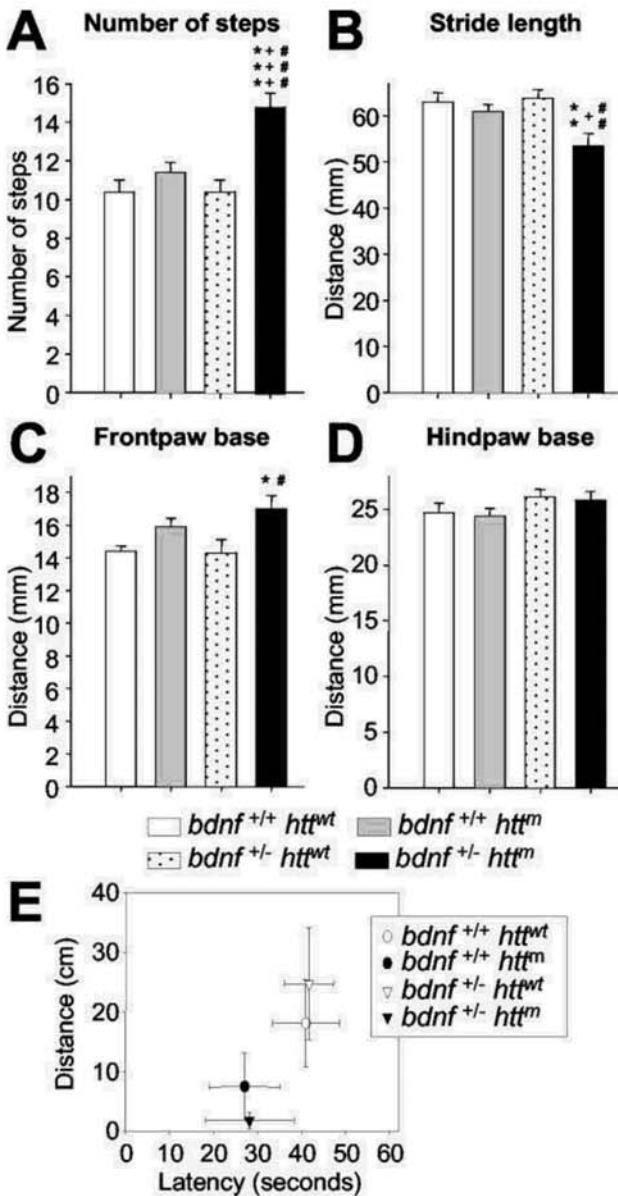 A Number of steps
*+#
*+#
*+#
Number of steps
16
14
12
10
8
6
4
2
0
B Stride length
* #
* + #
Distance (mm)
60
50
40
30
20
10
0
C Frontpaw base
* #
Distance (mm)
18
16
14
12
10
8
6
4
2
0
D Hindpaw base
Distance (mm)
25
20
15
10
5
0
bdnf +/+ htt wt
bdnf +/+ htt m
bdnf +/- htt wt
bdnf +/- htt m
E
Distance (cm)
40
30
20
10
0
0 10 20 30 40 50 60
Latency (seconds)
bdnf +/+ htt wt
bdnf +/+ htt m
bdnf +/- htt wt
bdnf +/- htt m